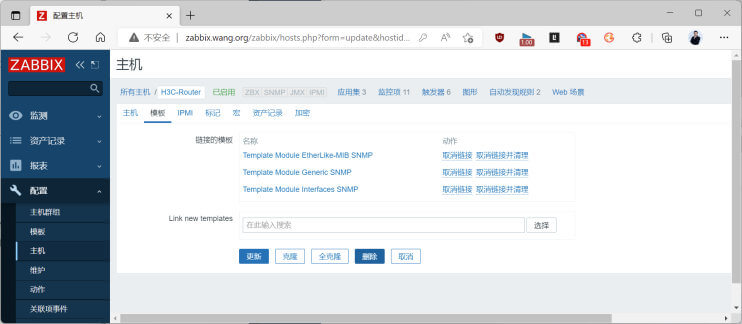 配置主机
不安全 zabbix.wang.org/zabbix/hosts.php?form=update&hostid...
1.00
13
ZABBIX
主机
所有主机 / H3C-Router 已启用 ZBX SNMP JMX IPMI 应用集 3 监控项 11 触发器 6 图形 自动发现规则 2 Web 场景
主机 模板 IPMI 标记 宏 资产记录 加密
监测
资产记录
报表
配置
主机群组
模板
主机
维护
动作
关联项事件
链接的模板 名称 动作
Template Module EtherLike-MIB SNMP 取消链接 取消链接并清理
Template Module Generic SNMP 取消链接 取消链接并清理
Template Module Interfaces SNMP 取消链接 取消链接并清理
Link new templates 在此输入搜索 选择
更新 克隆 全克隆 删除 取消